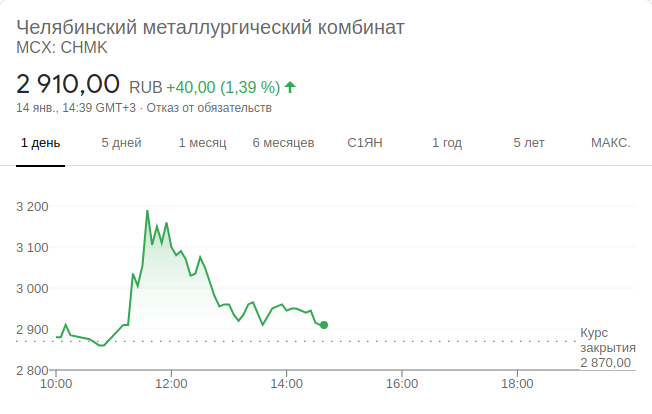 Челябинский металлургический комбинат
MCX: CHMK
2 910,00 RUB +40,00 (1,39 %)
14 янв., 14:39 GMT+3 · Отказ от обязательств
1 день 5 дней 1 месяц 6 месяцев С1ЯН 1 год 5 лет МАКС.
3 200
3 100
3 000
2 900
Курс
закрытия
2 870,00
2 800
10:00 12:00 14:00 16:00 18:00